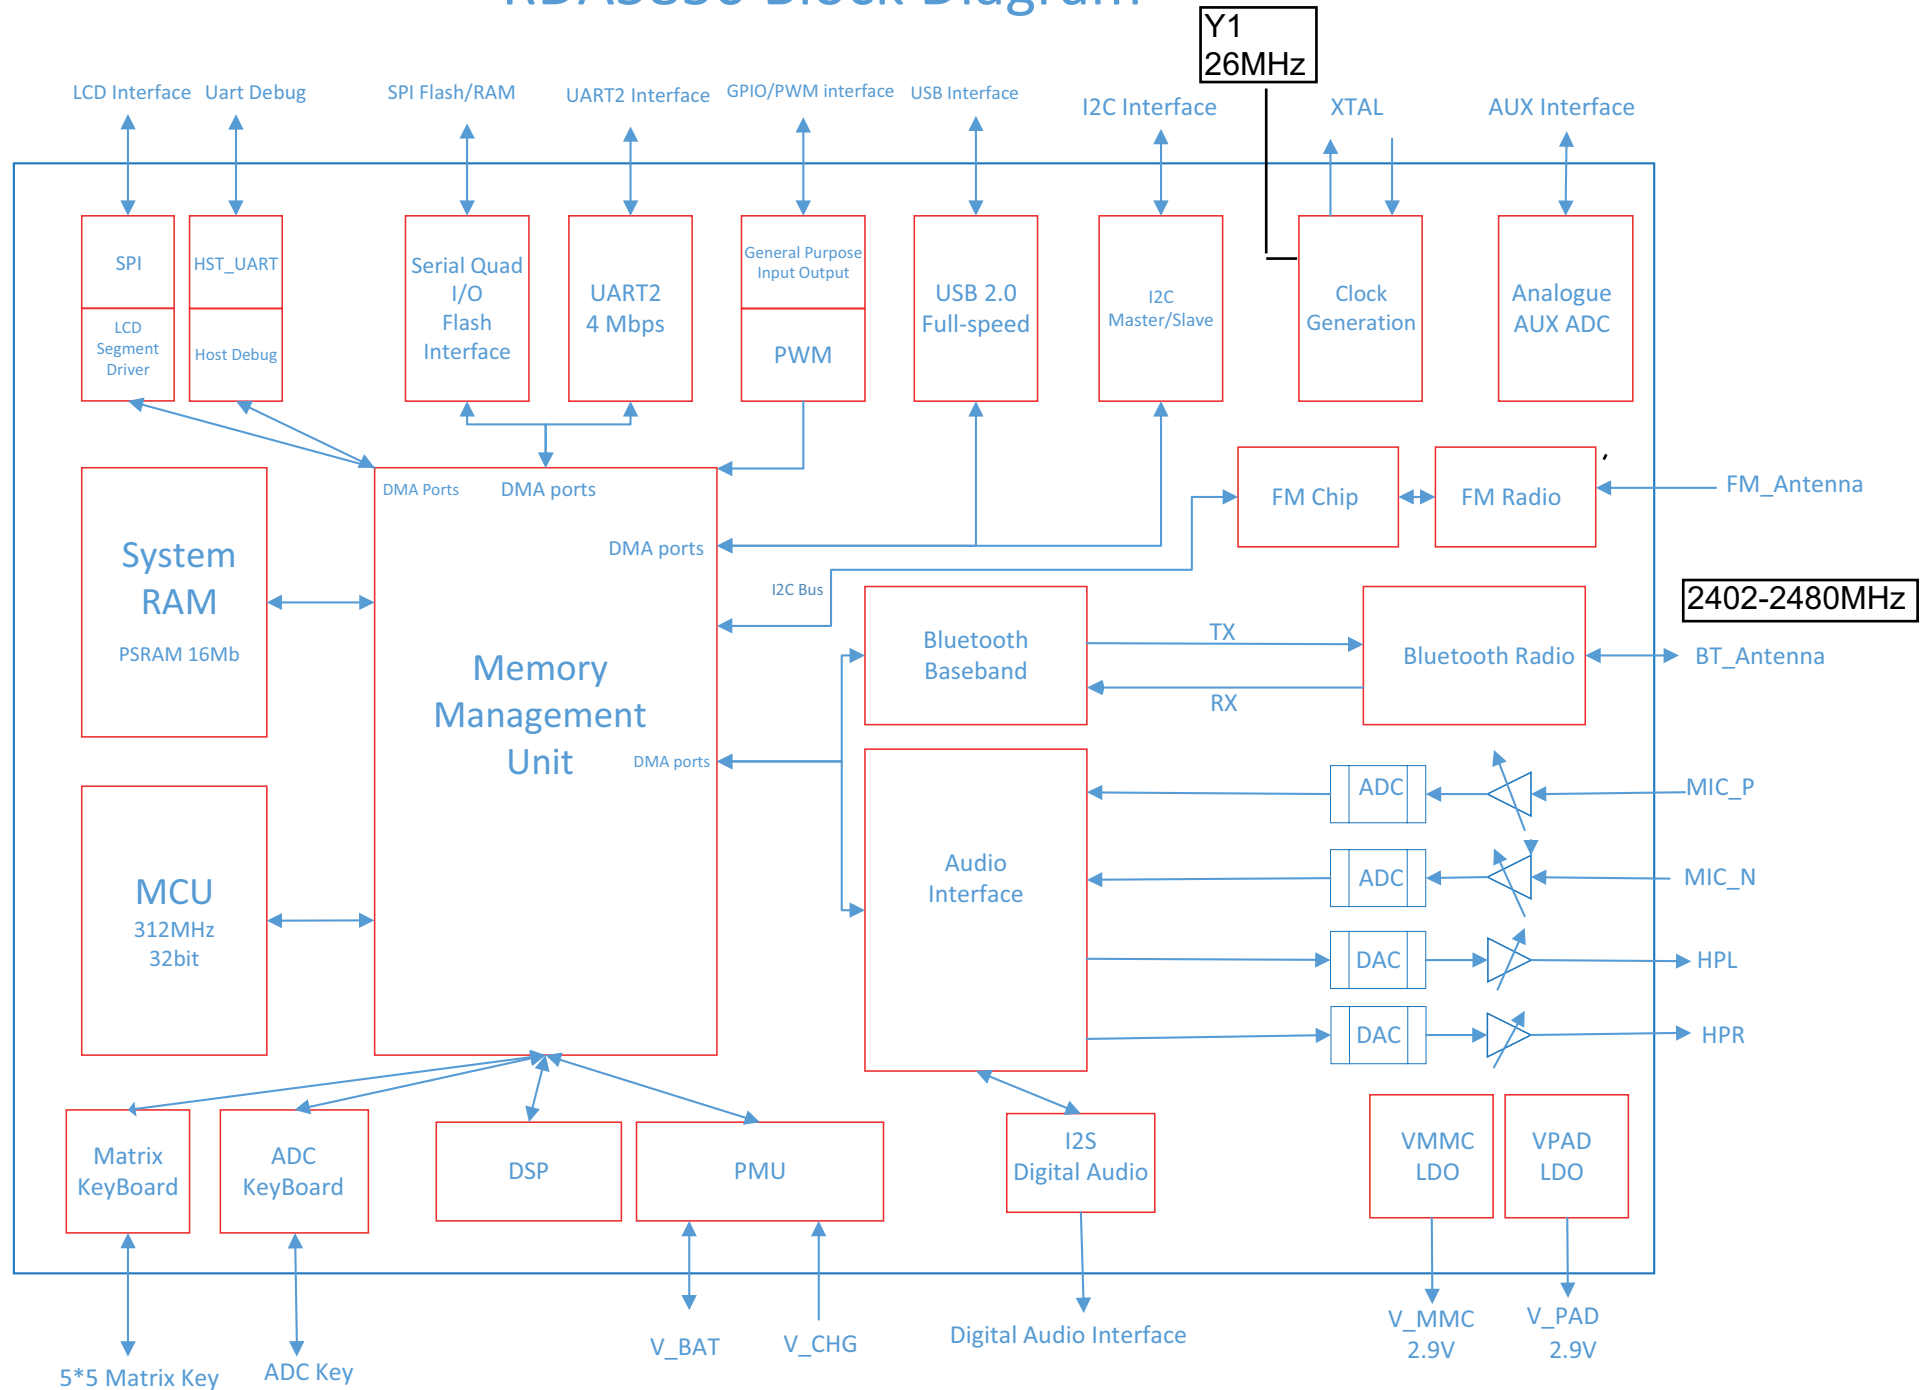 Block Diagram
Y1
26MHz
LCD Interface
Uart Debug
SPI Flash/RAM
UART2 Interface
GPIO/PWM interface
USB Interface
I2C Interface
XTAL
AUX Interface
SPI
HST_UART
Serial Quad
I/O
Flash
Interface
UART2
4 Mbps
General Purpose
Input Output
USB 2.0
Full-speed
I2C
Master/Slave
Clock
Generation
Analogue
AUX ADC
LCD
Segment
Driver
Host Debug
PWM
DMA Ports
DMA ports
DMA ports
FM Chip
FM Radio
FM_Antenna
System
RAM
PSRAM 16Mb
I2C Bus
2402-2480MHz
Memory
Management
Unit
DMA ports
Bluetooth
Baseband
TX
RX
Bluetooth Radio
BT_Antenna
MCU
312MHz
32bit
Audio
Interface
ADC
MIC_P
ADC
MIC_N
DAC
HPL
DAC
HPR
Matrix
KeyBoard
ADC
KeyBoard
DSP
PMU
I2S
Digital Audio
VMMC
LDO
VPAD
LDO
5*5 Matrix Key
ADC Key
V_BAT
V_CHG
Digital Audio Interface
V_MMC
2.9V
V_PAD
2.9V